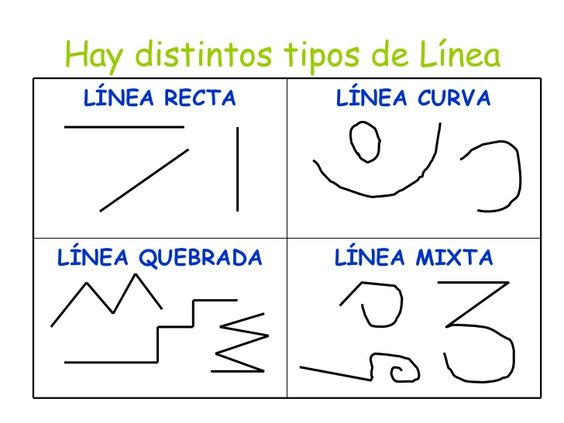 Hay distintos tipos de Línea
LÍNEA RECTA
LÍNEA CURVA
LÍNEA QUEBRADA
LÍNEA MIXTA